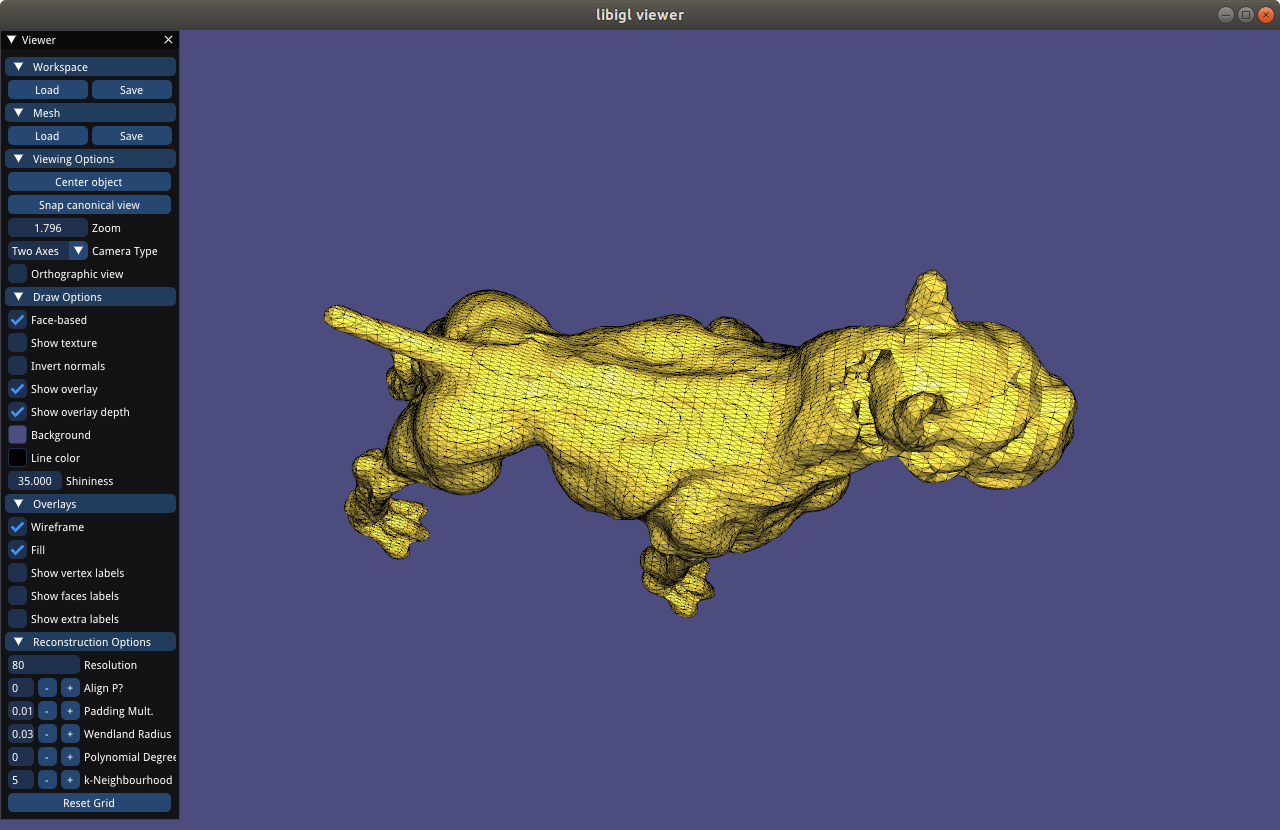 libigl viewer
Viewer
Workspace
Load Save
Mesh
Load Save
Viewing Options
Center object
Snap canonical view
1.796 Zoom
Two Axes Camera Type
Orthographic view
Draw Options
Face-based
Show texture
Invert normals
Show overlay
Show overlay depth
Background
Line color
35.000 Shininess
Overlays
Wireframe
Fill
Show vertex labels
Show faces labels
Show extra labels
Reconstruction Options
80 Resolution
0 - + Align P?
0.01 - + Padding Mult.
0.03 - + Wendland Radius
0 - + Polynomial Degree
5 - + k-Neighbourhood
Reset Grid